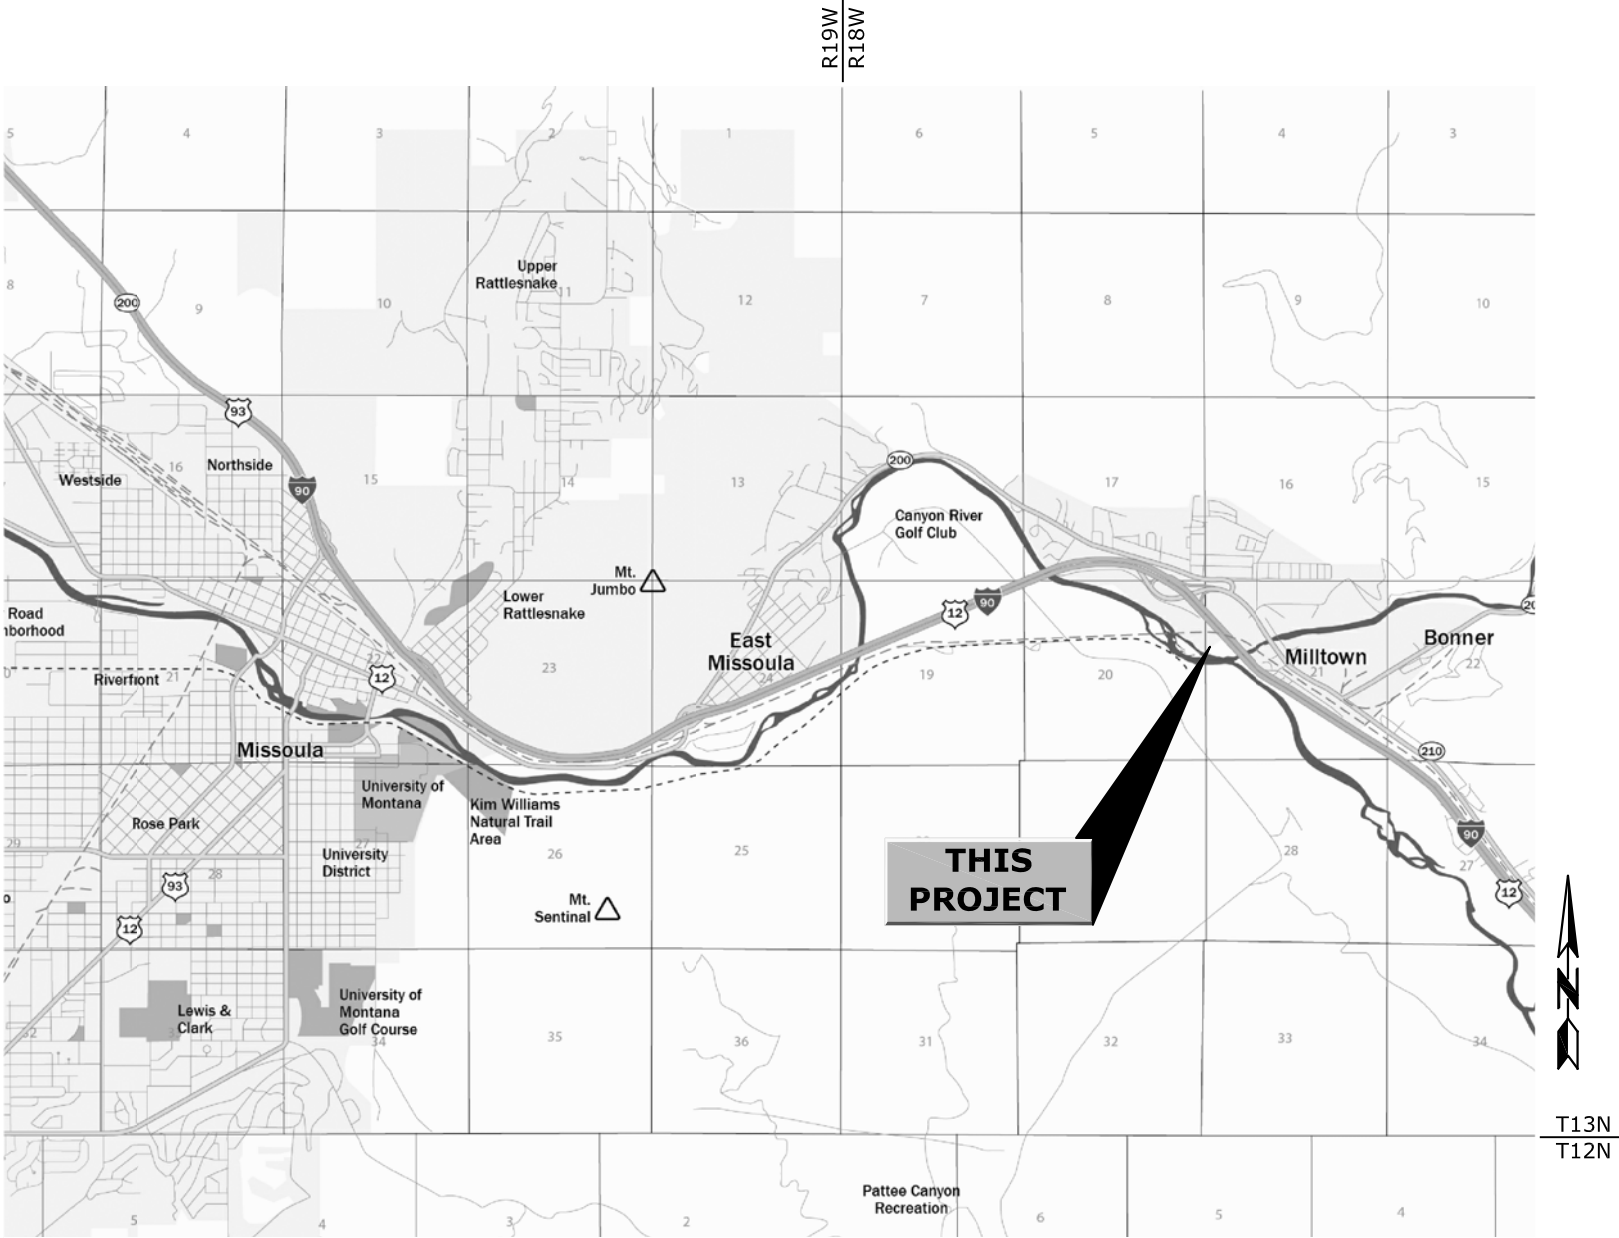 R19W
R18W
5
4
3
2
1
6
5
4
3
8
200
9
10
Upper
Rattlesnake
11
12
7
8
9
10
93
Westside
16
Northside
90
15
14
13
200
Canyon River
Golf Club
17
16
15
Road
Mt.
Jumbo
Lower
Rattlesnake
East
Missoula
12
90
Milltown
Bonner
Riverfront
21
12
23
24
19
20
21
22
Missoula
210
University of
Montana
Kim Williams
Natural Trail
Area
Rose Park
29
University
District
27
28
26
25
28
27
90
12
93
12
Mt.
Sentinal
THIS
PROJECT
Lewis &
Clark
University of
Montana
Golf Course
34
35
36
31
32
33
34
N
T13N
T12N
5
4
3
2
Pattee Canyon
Recreation
6
5
4